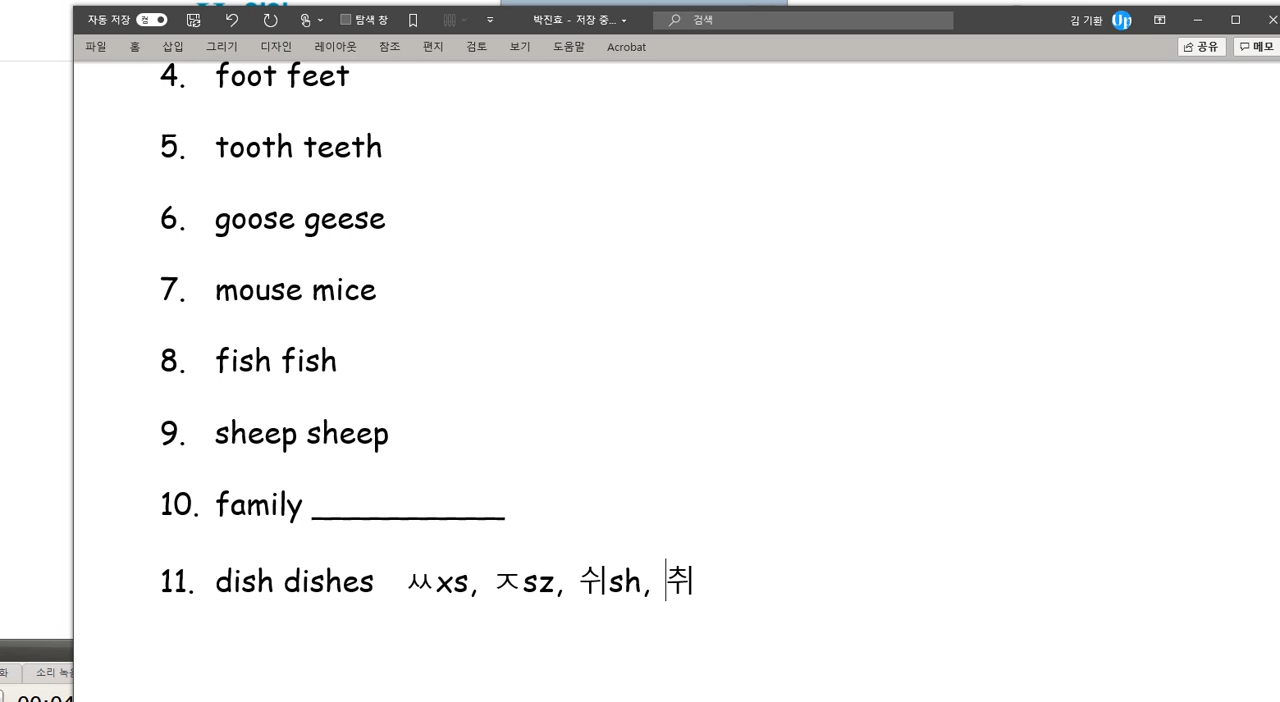 자동 저장 컴 탐색 창 박진효 - 저장 중... 검색 김 기환 Up
파일 홈 삽입 그리기 디자인 레이아웃 참조 편지 검토 보기 도움말 Acrobat 공유 메모
4. foot feet
5. tooth teeth
6. goose geese
7. mouse mice
8. fish fish
9. sheep sheep
10. family ____________
11. dish dishes ㅆxs, ㅈsz, 쉬sh, 취
화 소리 녹음